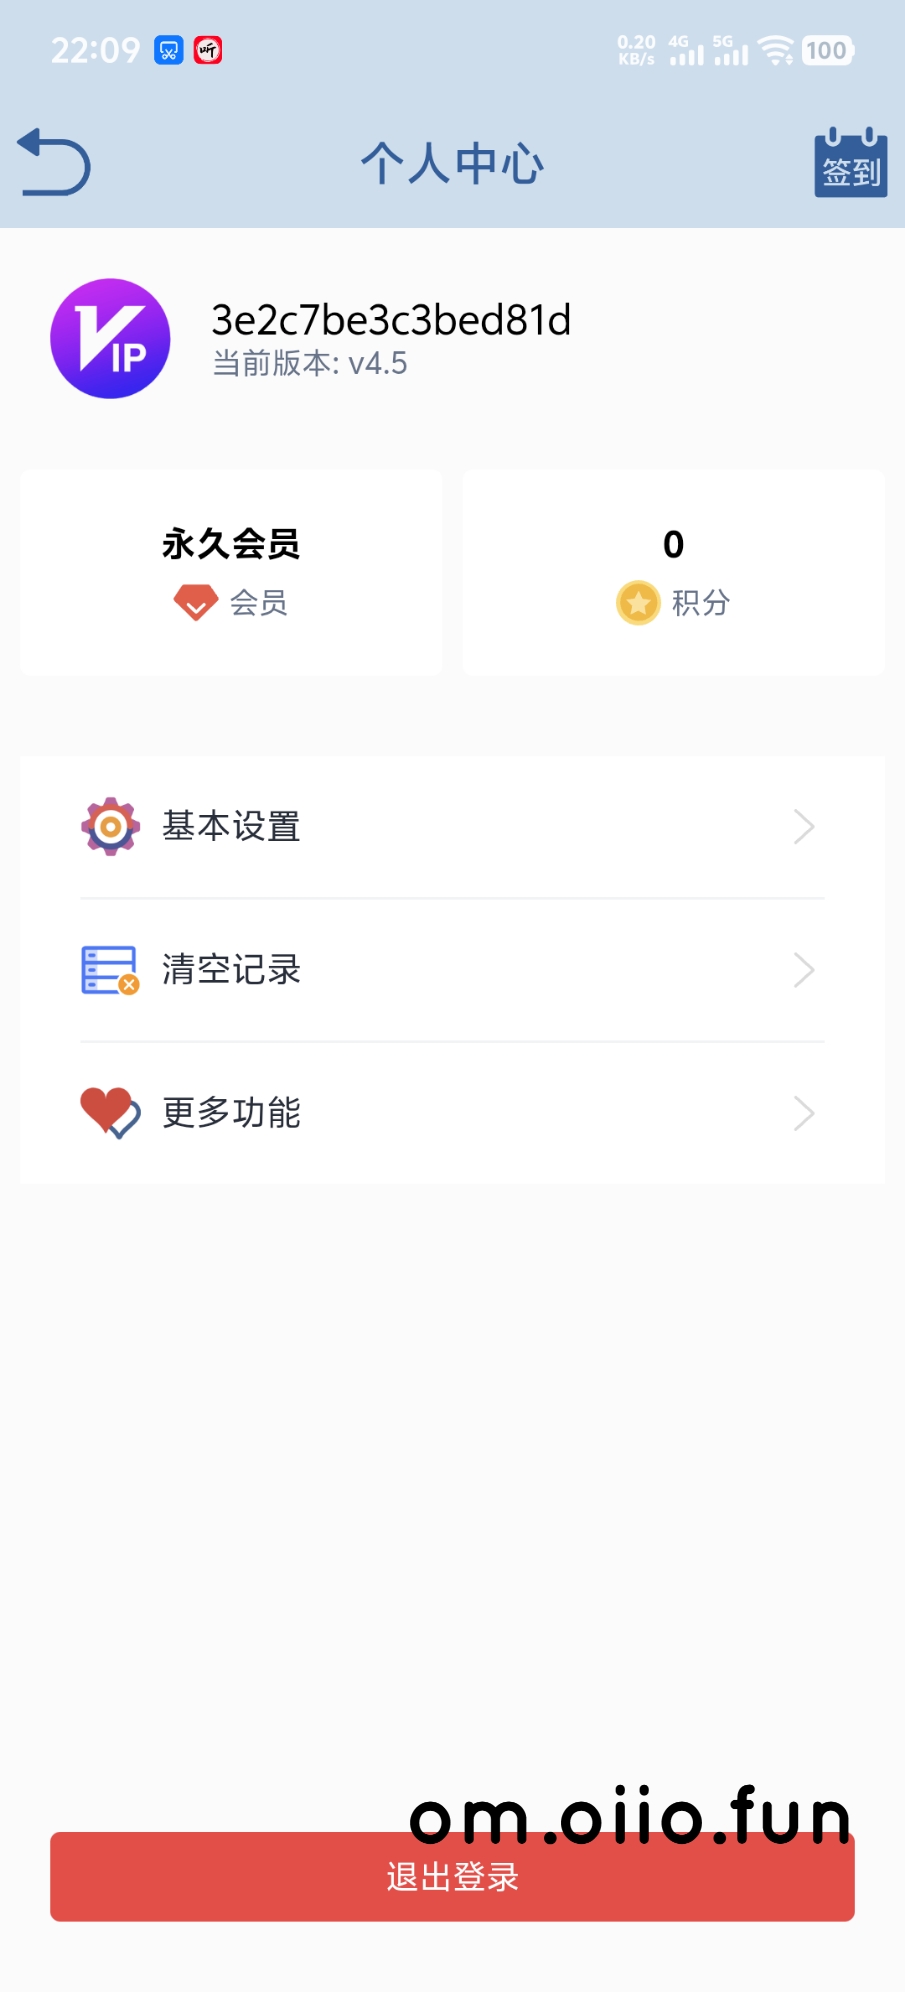 22:09
听
0.20 KB/s 4G 5G 100
个人中心
签到
VIP
3e2c7be3c3bed81d
当前版本: v4.5
永久会员
会员
0
积分
基本设置
清空记录
更多功能
om.oiio.fun
退出登录